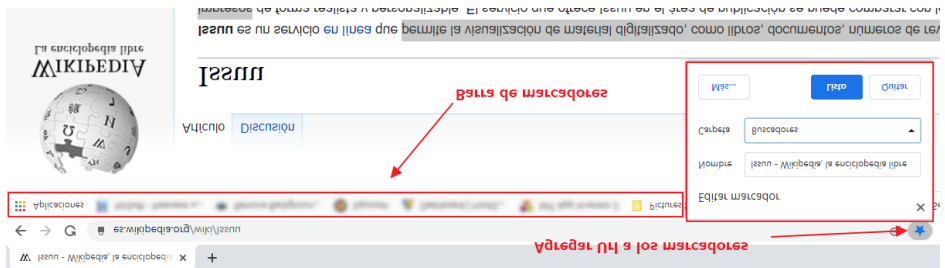 Issuu - Wikipedia, la enciclopedia
es.wikipedia.org/wiki/Issuu
Agregar Url a los marcadores
Aplicaciones
Pictures
Editar marcador
Nombre Issuu - Wikipedia, la enciclopedia libre
Carpeta Buscadores
Más... Listo Quitar
Barra de marcadores
Artículo Discusión
WIKIPEDIA
La enciclopedia libre
Issuu
Issuu es un servicio en línea que permite la visualización de material digitalizado, como libros, documentos, números de rev
impresos de forma realista y personalizable. El servicio que ofrece Issuu en el área de publicación se puede comparar con